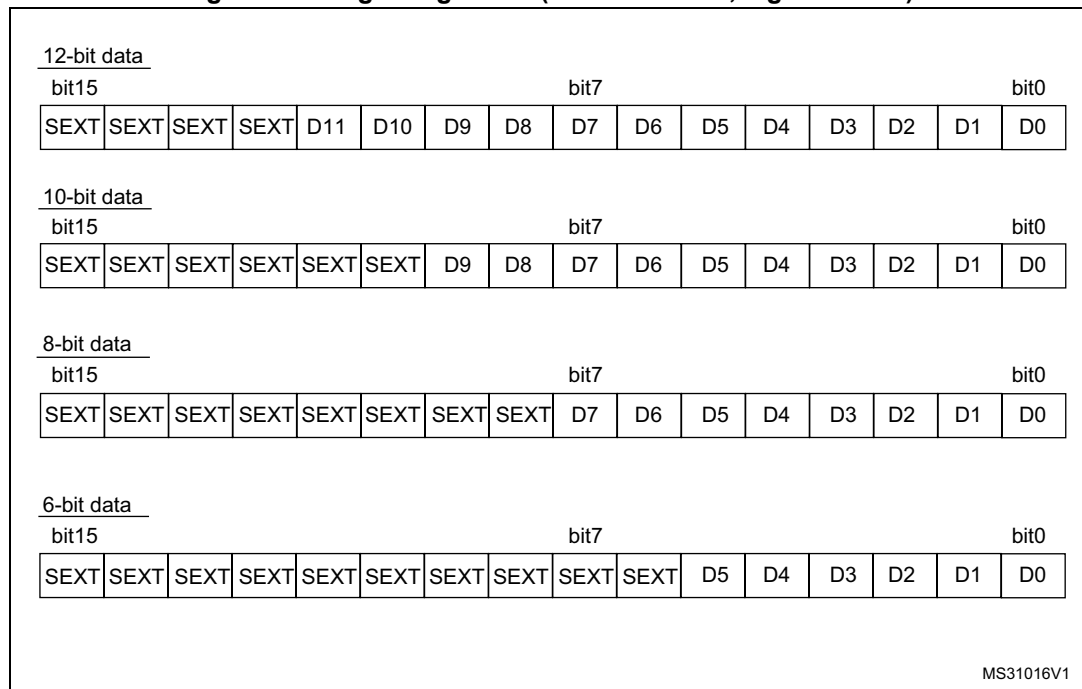 12-bit data
bit15 bit7 bit0
SEXT SEXT SEXT SEXT D11 D10 D9 D8 D7 D6 D5 D4 D3 D2 D1 D0
10-bit data
bit15 bit7 bit0
SEXT SEXT SEXT SEXT SEXT SEXT D9 D8 D7 D6 D5 D4 D3 D2 D1 D0
8-bit data
bit15 bit7 bit0
SEXT SEXT SEXT SEXT SEXT SEXT SEXT SEXT D7 D6 D5 D4 D3 D2 D1 D0
6-bit data
bit15 bit7 bit0
SEXT SEXT SEXT SEXT SEXT SEXT SEXT SEXT SEXT SEXT D5 D4 D3 D2 D1 D0
MS31016V1